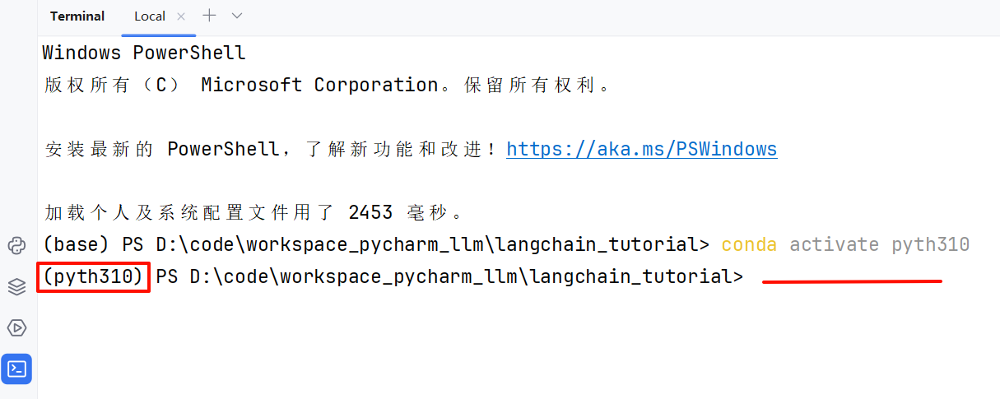 Terminal Local
Windows PowerShell
版权所有（C） Microsoft Corporation。保留所有权利。
安装最新的 PowerShell，了解新功能和改进！https://aka.ms/PSWindows
加载个人及系统配置文件用了 2453 毫秒。
(base) PS D:\code\workspace_pycharm_llm\langchain_tutorial> conda activate pyth310
(pyth310) PS D:\code\workspace_pycharm_llm\langchain_tutorial>